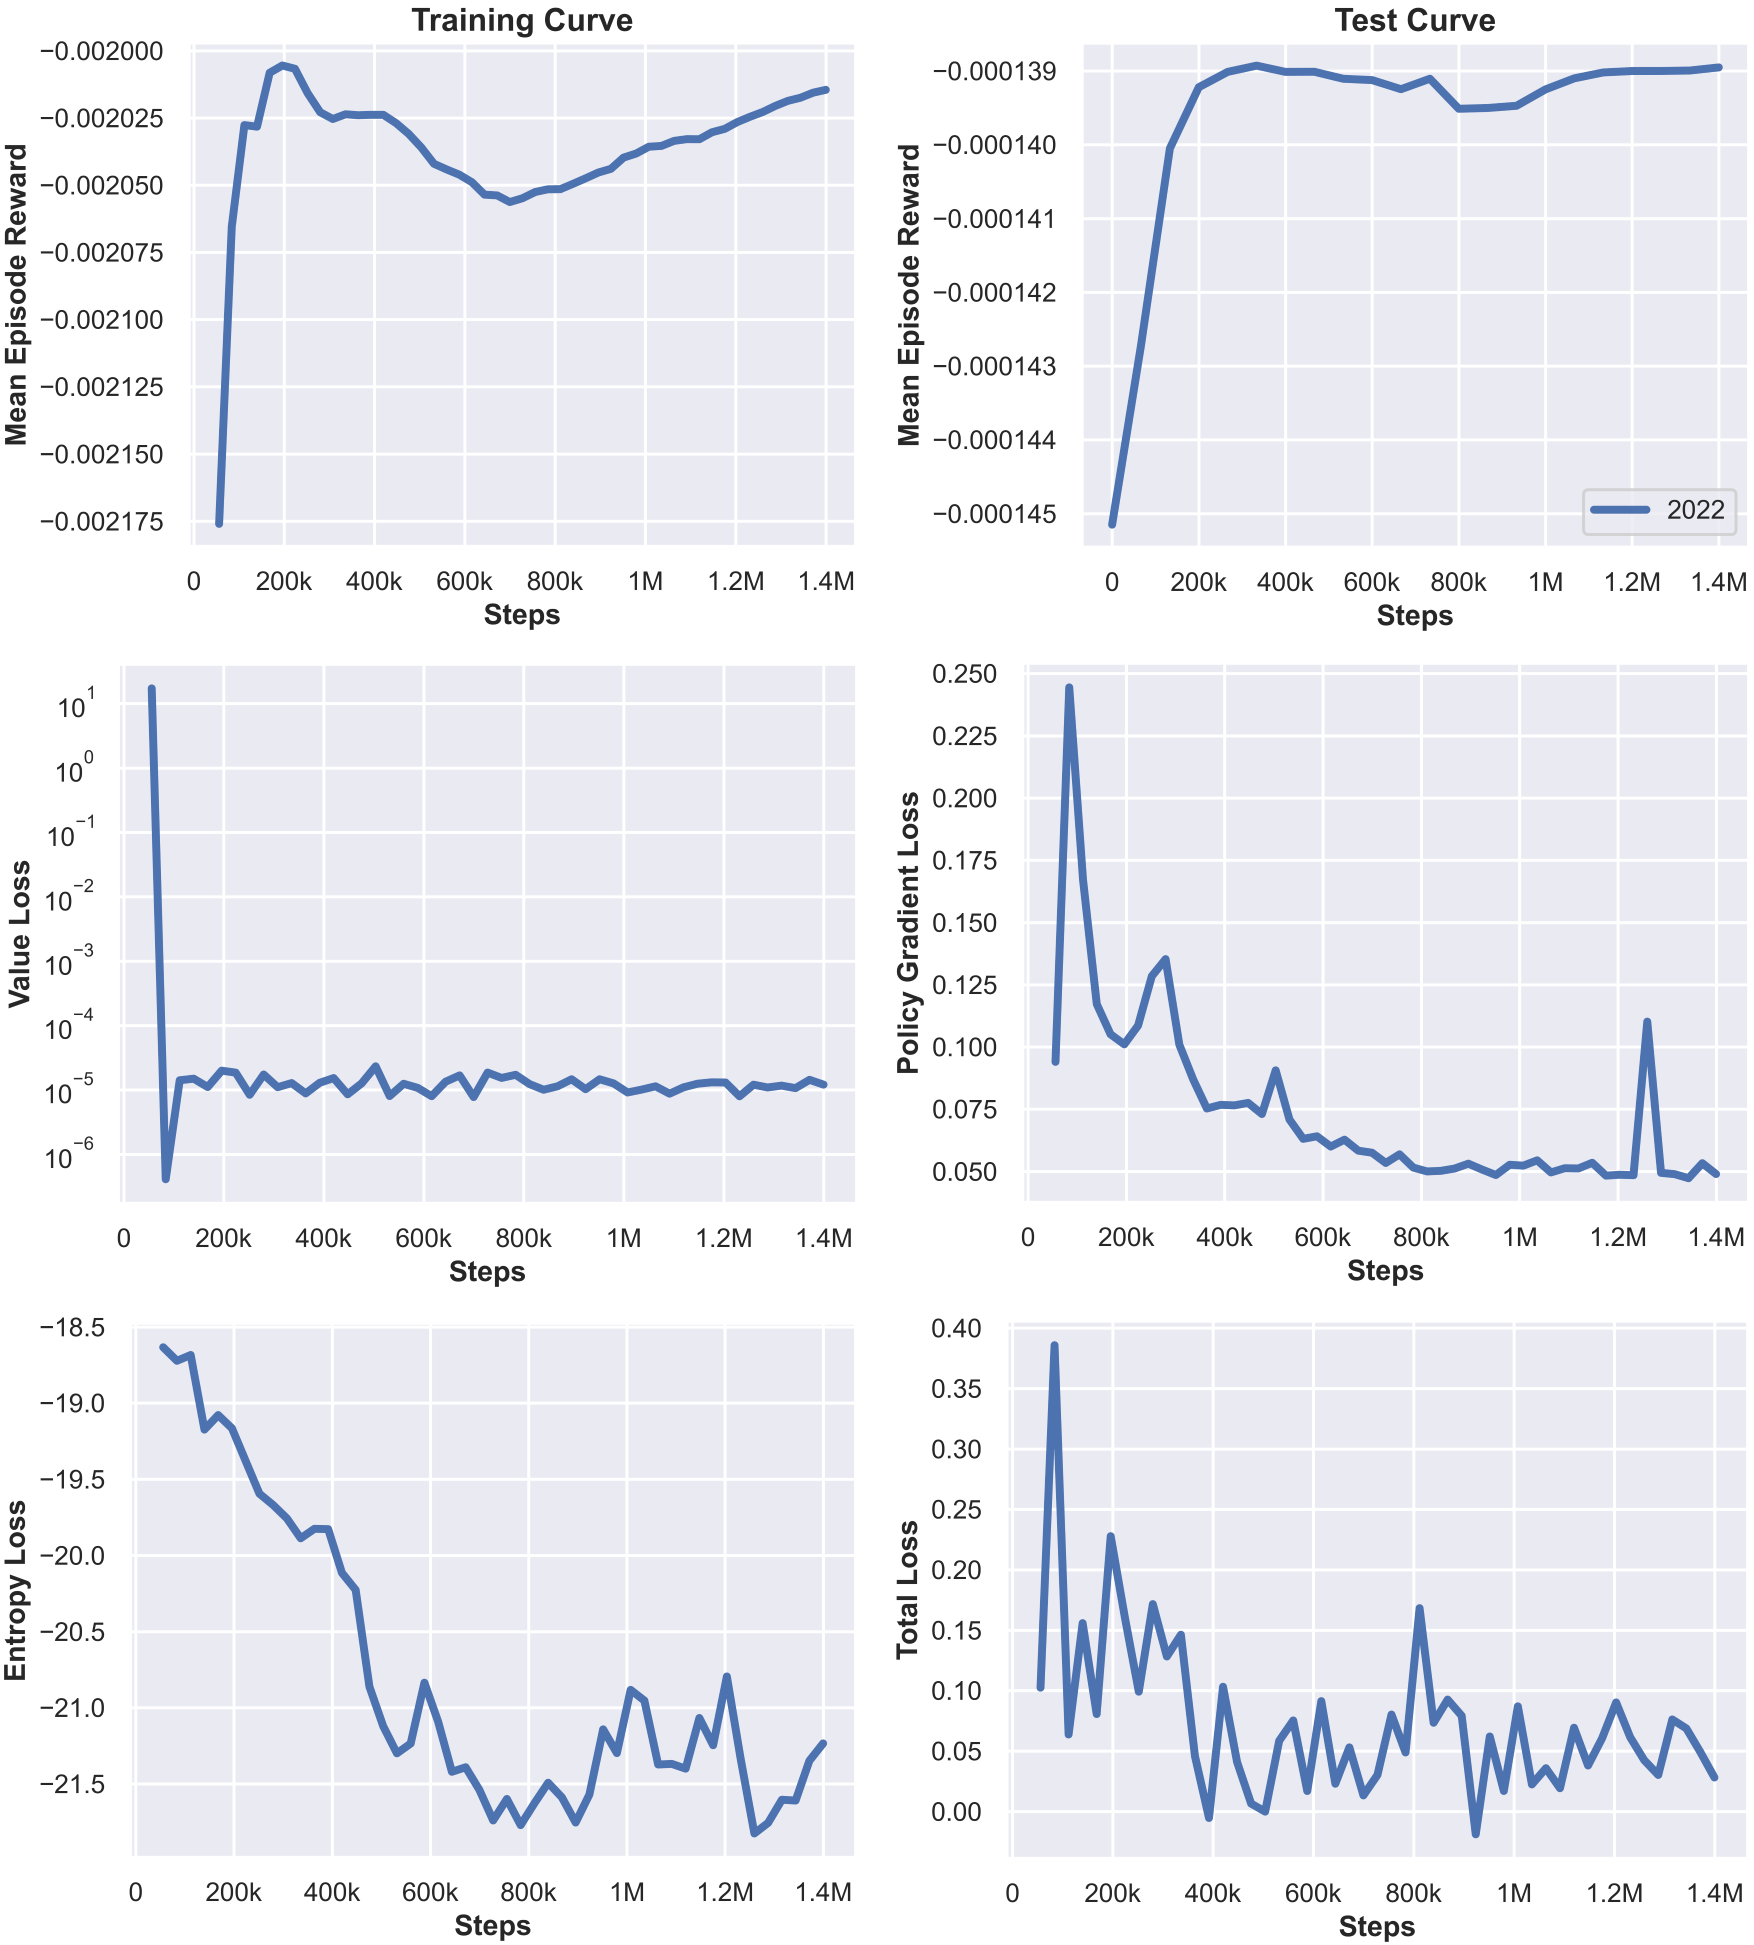 Training Curve
−0.002000
−0.002025
−0.002050
−0.002075
−0.002100
−0.002125
−0.002150
−0.002175
Mean Episode Reward
0 200k 400k 600k 800k 1M 1.2M 1.4M
Steps
Test Curve
−0.000139
−0.000140
−0.000141
−0.000142
−0.000143
−0.000144
−0.000145
Mean Episode Reward
2022
0 200k 400k 600k 800k 1M 1.2M 1.4M
Steps
10^1
10^0
10^−1
10^−2
10^−3
10^−4
10^−5
10^−6
Value Loss
0 200k 400k 600k 800k 1M 1.2M 1.4M
Steps
0.250
0.225
0.200
0.175
0.150
0.125
0.100
0.075
0.050
Policy Gradient Loss
0 200k 400k 600k 800k 1M 1.2M 1.4M
Steps
−18.5
−19.0
−19.5
−20.0
−20.5
−21.0
−21.5
Entropy Loss
0 200k 400k 600k 800k 1M 1.2M 1.4M
Steps
0.40
0.35
0.30
0.25
0.20
0.15
0.10
0.05
0.00
Total Loss
0 200k 400k 600k 800k 1M 1.2M 1.4M
Steps